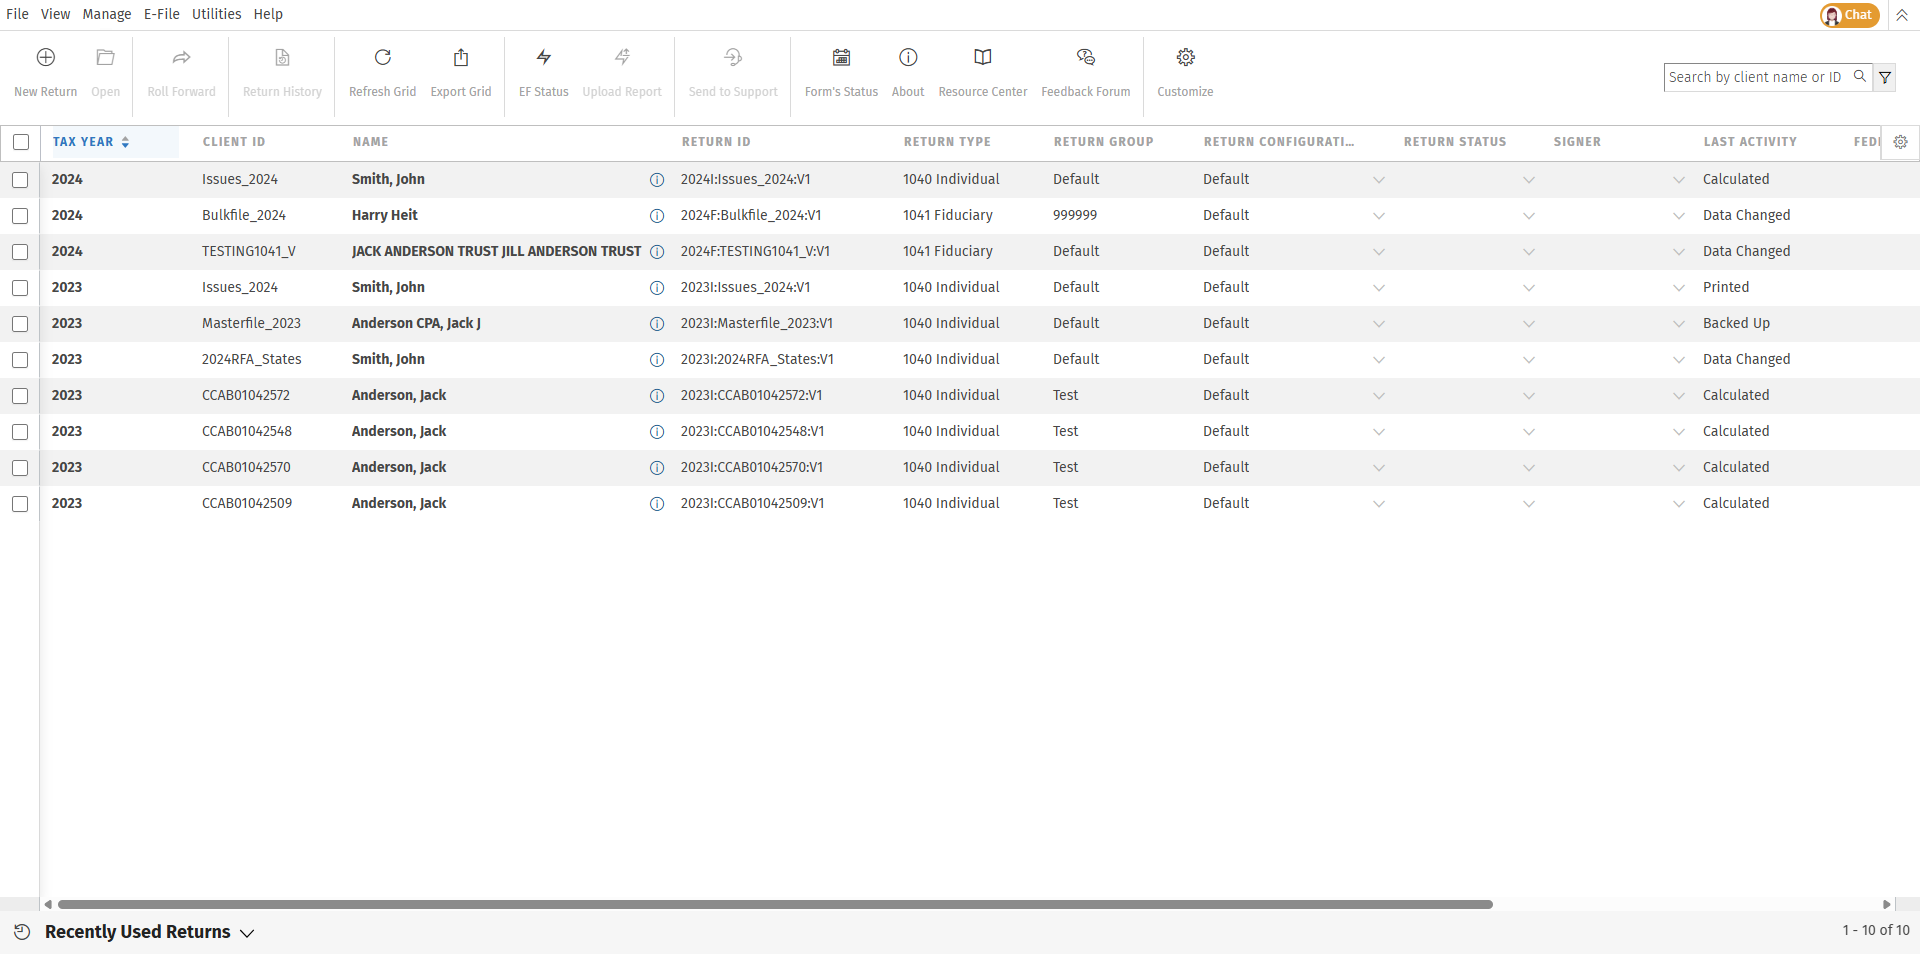 File View Manage E-File Utilities Help
Chat
New Return Open Roll Forward Return History Refresh Grid Export Grid EF Status Upload Report Send to Support Form's Status About Resource Center Feedback Forum Customize
Search by client name or ID
TAX YEAR CLIENT ID NAME RETURN ID RETURN TYPE RETURN GROUP RETURN CONFIGURATI... RETURN STATUS SIGNER LAST ACTIVITY FEDI
2024 Issues_2024 Smith, John 2024I:Issues_2024:V1 1040 Individual Default Default Calculated
2024 Bulkfile_2024 Harry Heit 2024F:Bulkfile_2024:V1 1041 Fiduciary 999999 Default Data Changed
2024 TESTING1041_V JACK ANDERSON TRUST JILL ANDERSON TRUST 2024F:TESTING1041_V:V1 1041 Fiduciary Default Default Data Changed
2023 Issues_2024 Smith, John 2023I:Issues_2024:V1 1040 Individual Default Default Printed
2023 Masterfile_2023 Anderson CPA, Jack J 2023I:Masterfile_2023:V1 1040 Individual Default Default Backed Up
2023 2024RFA_States Smith, John 2023I:2024RFA_States:V1 1040 Individual Default Default Data Changed
2023 CCAB01042572 Anderson, Jack 2023I:CCAB01042572:V1 1040 Individual Test Default Calculated
2023 CCAB01042548 Anderson, Jack 2023I:CCAB01042548:V1 1040 Individual Test Default Calculated
2023 CCAB01042570 Anderson, Jack 2023I:CCAB01042570:V1 1040 Individual Test Default Calculated
2023 CCAB01042509 Anderson, Jack 2023I:CCAB01042509:V1 1040 Individual Test Default Calculated
Recently Used Returns 1 - 10 of 10